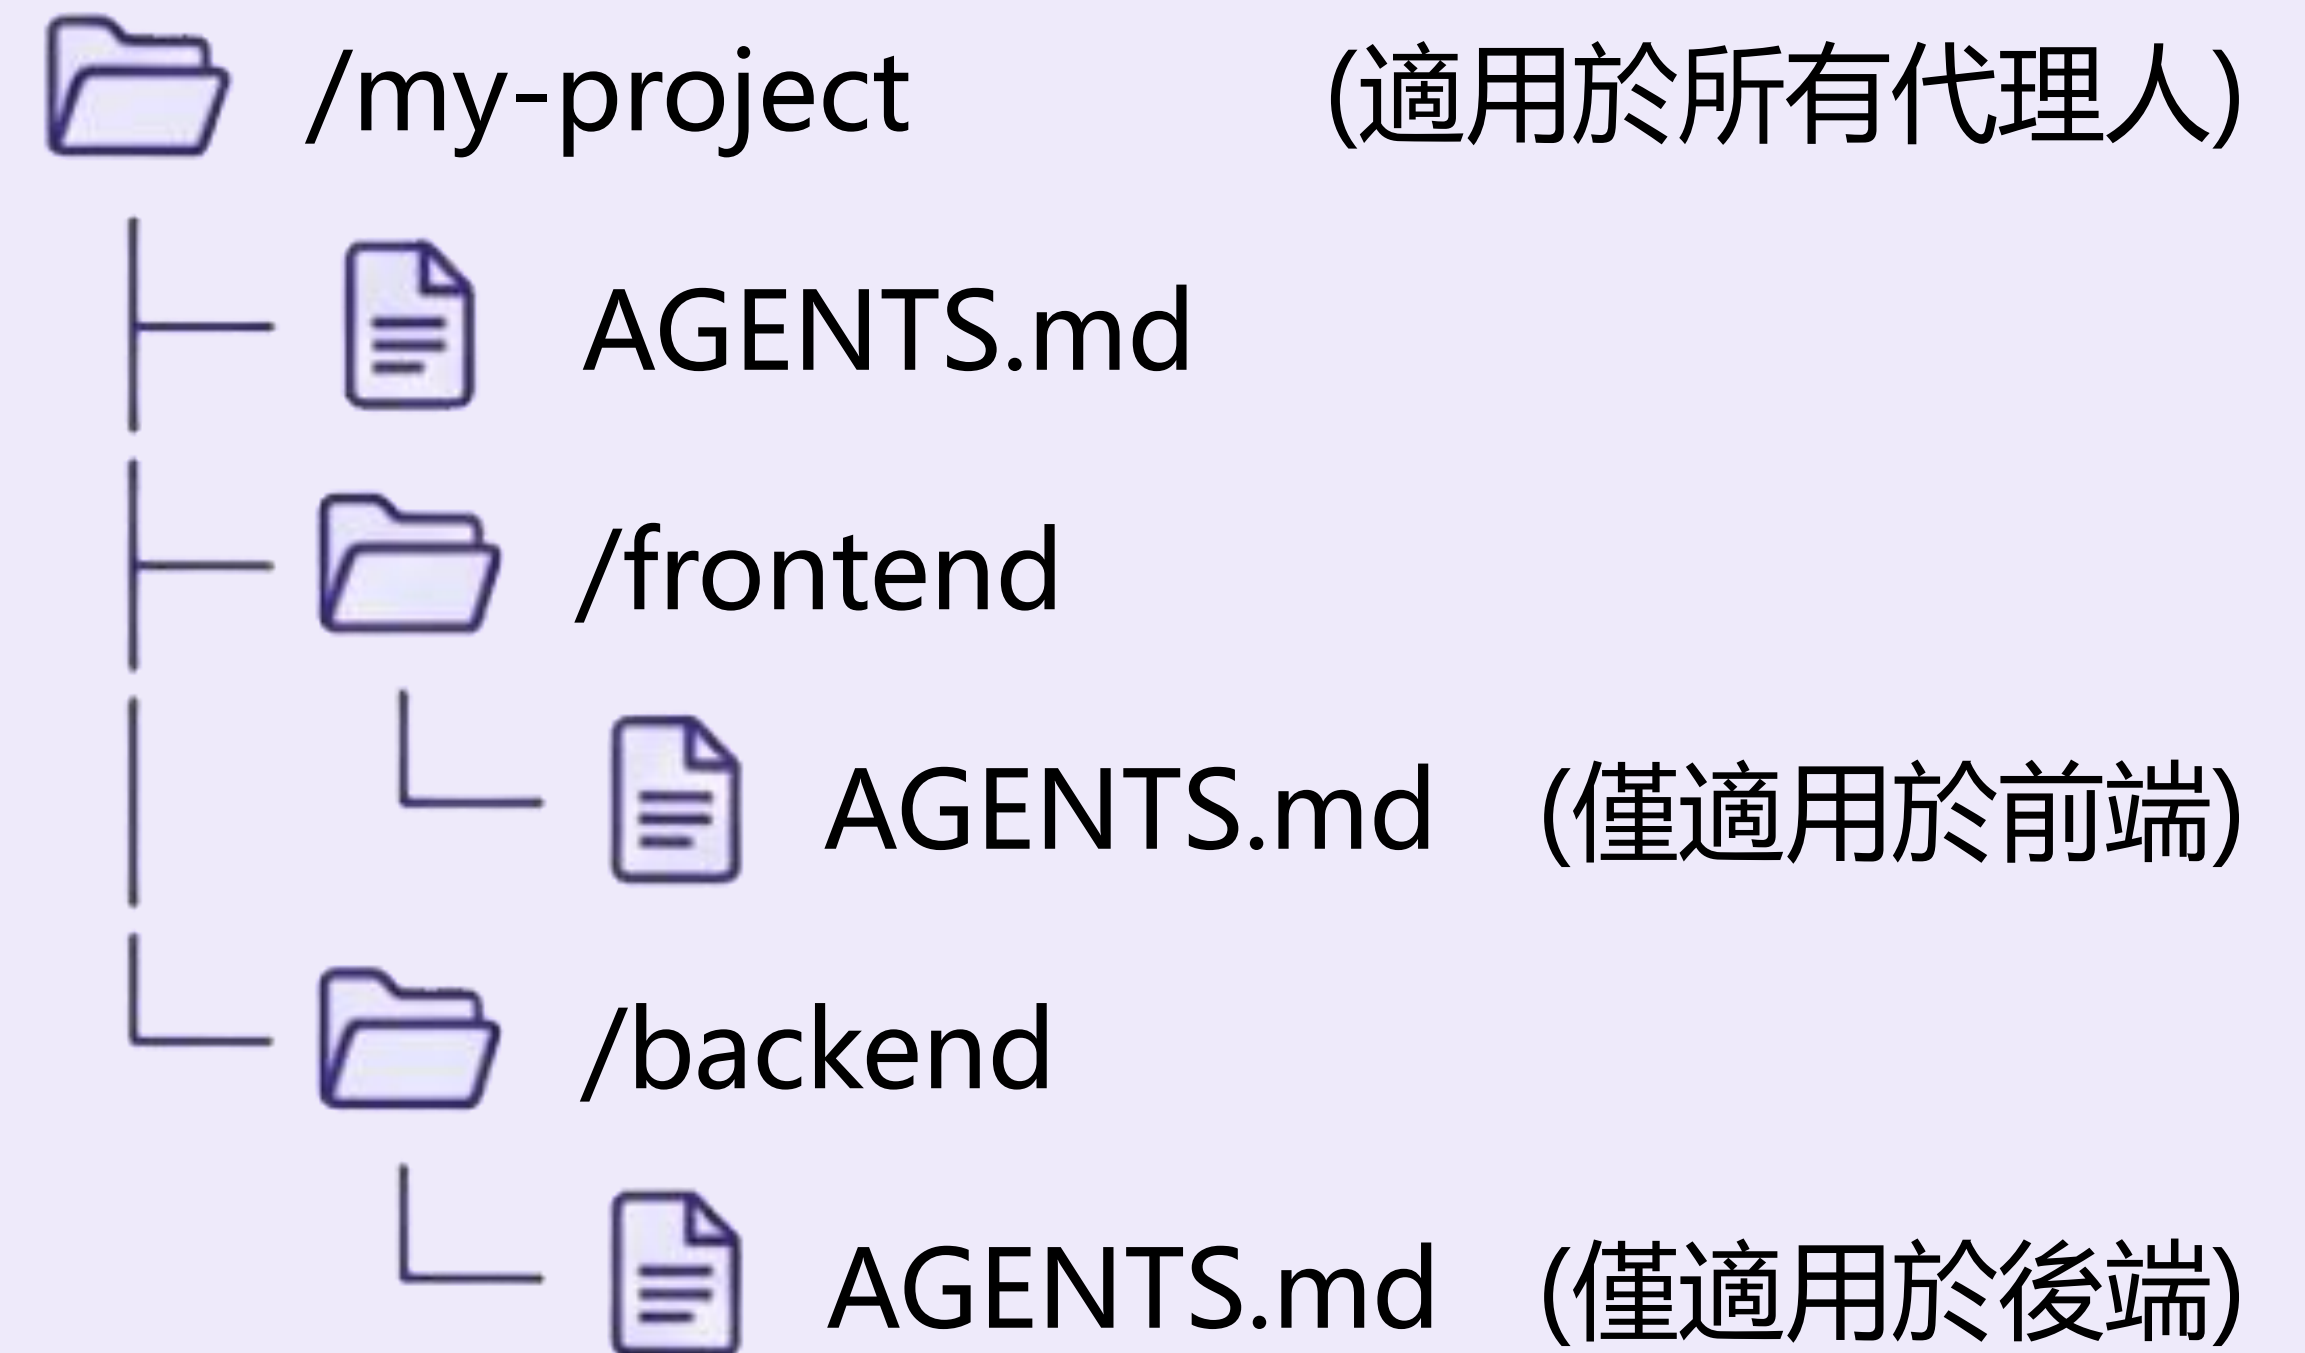 /my-project (適用於所有代理人)
AGENTS.md
/frontend
AGENTS.md (僅適用於前端)
/backend
AGENTS.md (僅適用於後端)